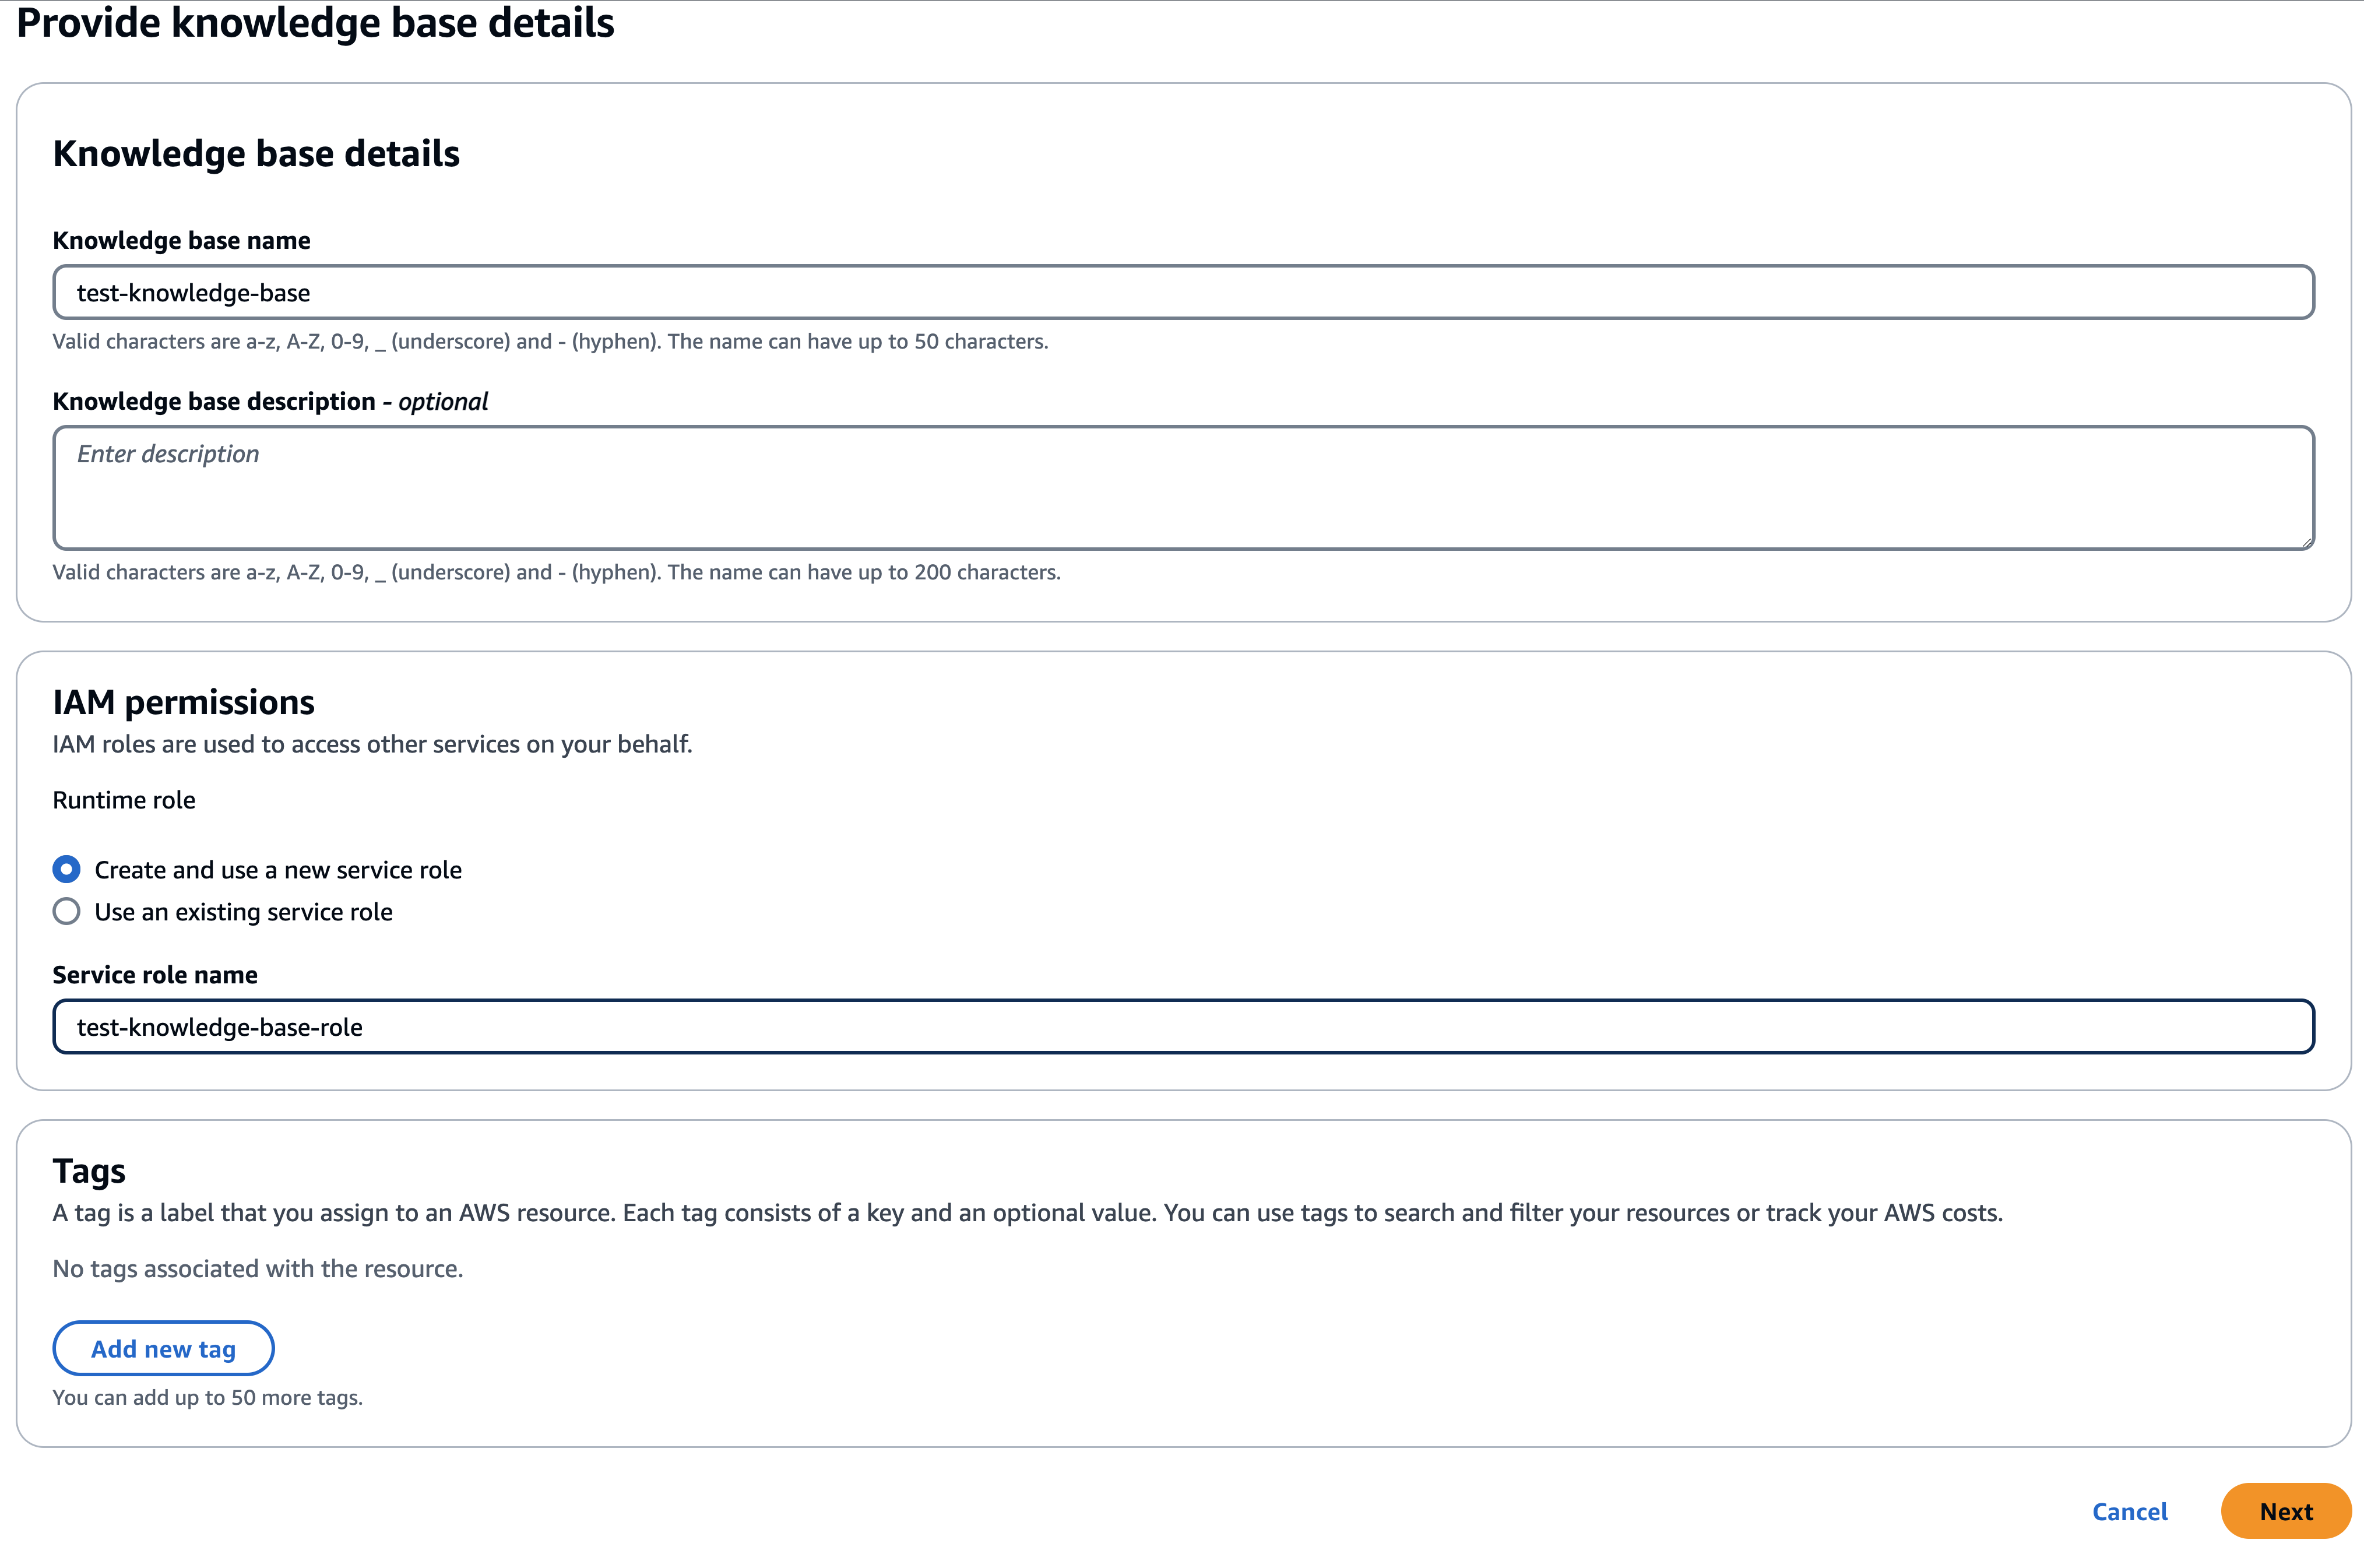 Provide knowledge base details
Knowledge base details
Knowledge base name
test-knowledge-base
Valid characters are a-z, A-Z, 0-9, _ (underscore) and - (hyphen). The name can have up to 50 characters.
Knowledge base description - optional
Enter description
Valid characters are a-z, A-Z, 0-9, _ (underscore) and - (hyphen). The name can have up to 200 characters.
IAM permissions
IAM roles are used to access other services on your behalf.
Runtime role
Create and use a new service role
Use an existing service role
Service role name
test-knowledge-base-role
Tags
A tag is a label that you assign to an AWS resource. Each tag consists of a key and an optional value. You can use tags to search and filter your resources or track your AWS costs.
No tags associated with the resource.
Add new tag
You can add up to 50 more tags.
Cancel Next